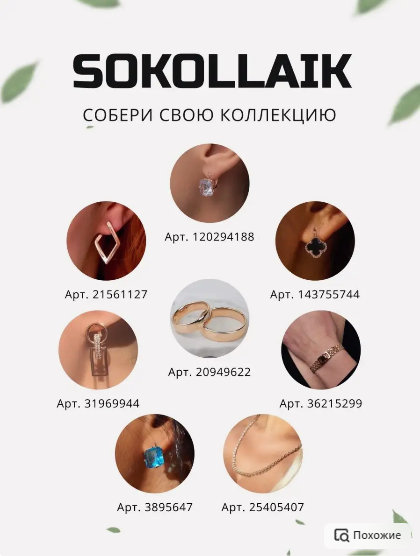 SOKOLLAIK
СОБЕРИ СВОЮ КОЛЛЕКЦИЮ
Арт. 120294188
Арт. 21561127
Арт. 143755744
Арт. 20949622
Арт. 31969944
Арт. 36215299
Арт. 3895647
Арт. 25405407
Похожие